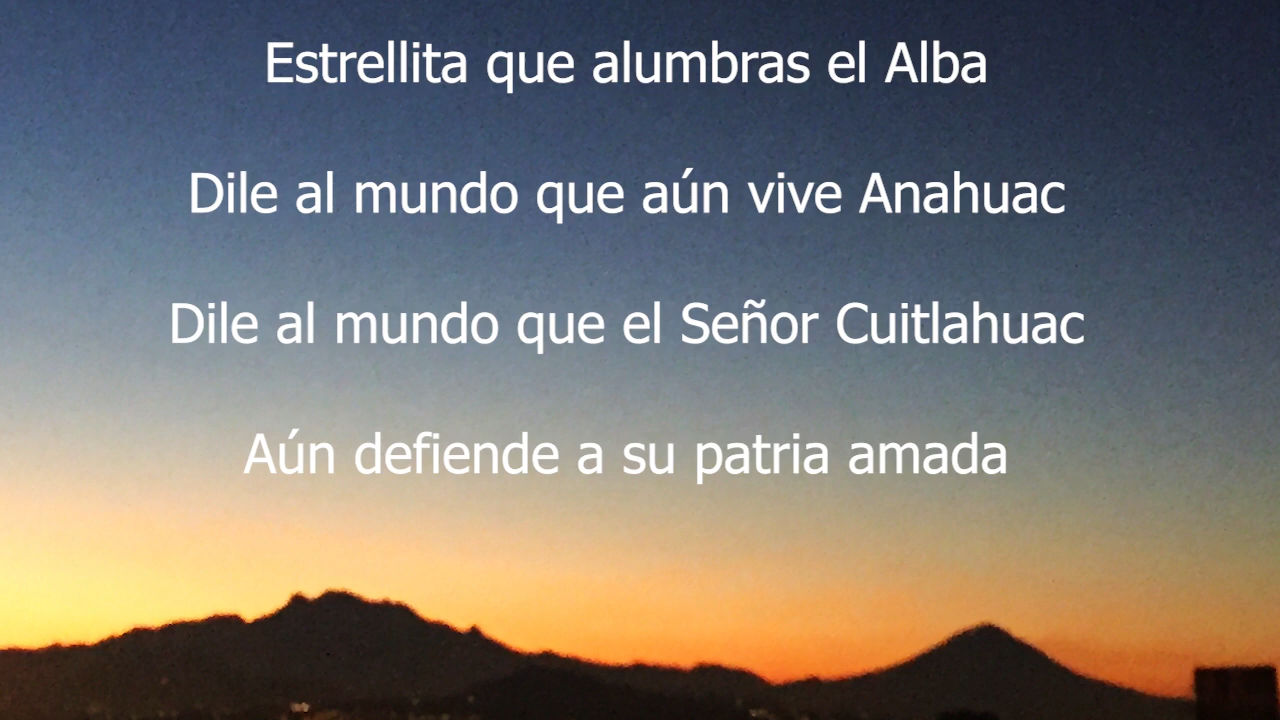 Estrellita que alumbras el Alba
Dile al mundo que aún vive Anahuac
Dile al mundo que el Señor Cuitlahuac
Aún defiende a su patria amada